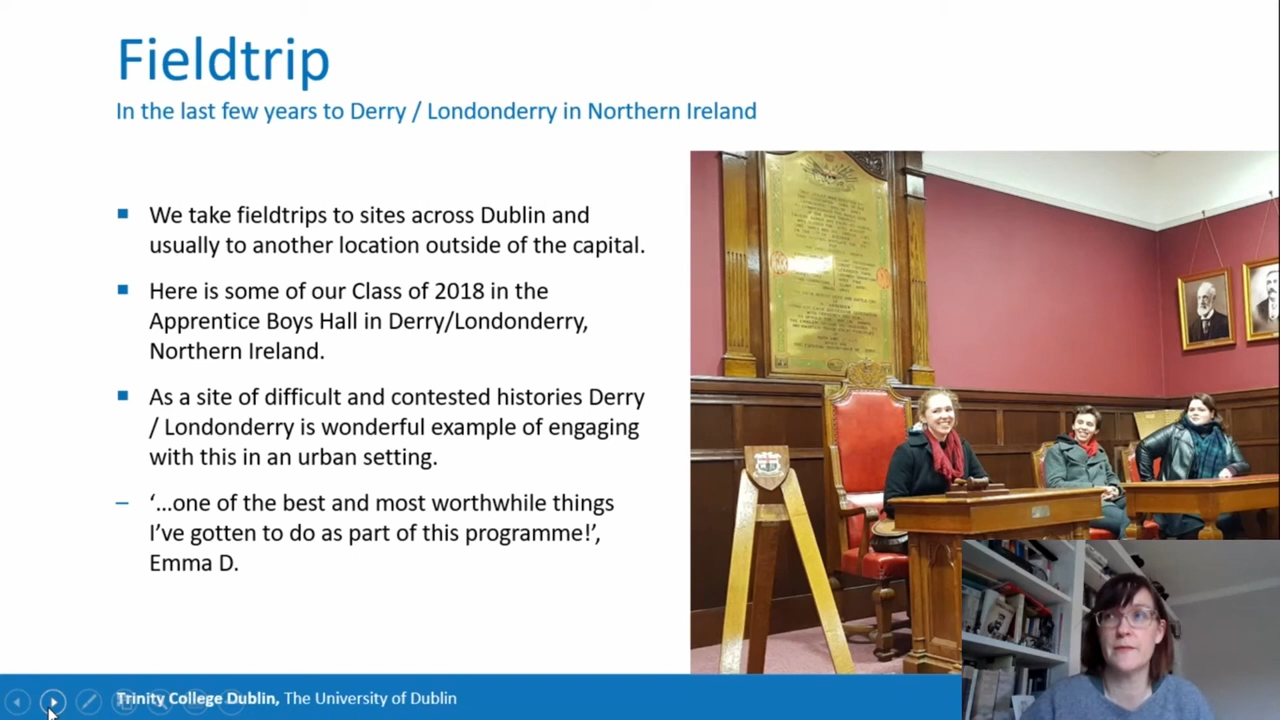 Fieldtrip
In the last few years to Derry / Londonderry in Northern Ireland
We take fieldtrips to sites across Dublin and
usually to another location outside of the capital.
Here is some of our Class of 2018 in the
Apprentice Boys Hall in Derry/Londonderry,
Northern Ireland.
As a site of difficult and contested histories Derry
/ Londonderry is wonderful example of engaging
with this in an urban setting.
– ‘…one of the best and most worthwhile things
I’ve gotten to do as part of this programme!’,
Emma D.
Trinity College Dublin, The University of Dublin